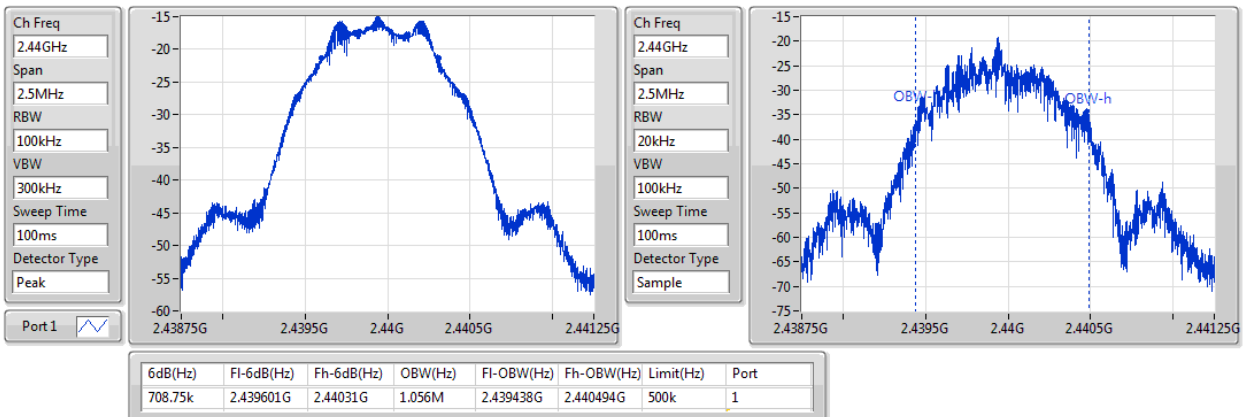 Ch Freq
2.44GHz
Span
2.5MHz
RBW
100kHz
VBW
300kHz
Sweep Time
100ms
Detector Type
Peak
Port 1
-15
-20
-25
-30
-35
-40
-45
-50
-55
-60
2.43875G 2.4395G 2.44G 2.4405G 2.44125G
Ch Freq
2.44GHz
Span
2.5MHz
RBW
20kHz
VBW
100kHz
Sweep Time
100ms
Detector Type
Sample
-15
-20
-25
-30
-35
-40
-45
-50
-55
-60
-65
-70
-75
OBW- OBW-h
2.43875G 2.4395G 2.44G 2.4405G 2.44125G
6dB(Hz) Fl-6dB(Hz) Fh-6dB(Hz) OBW(Hz) Fl-OBW(Hz) Fh-OBW(Hz) Limit(Hz) Port
708.75k 2.439601G 2.44031G 1.056M 2.439438G 2.440494G 500k 1